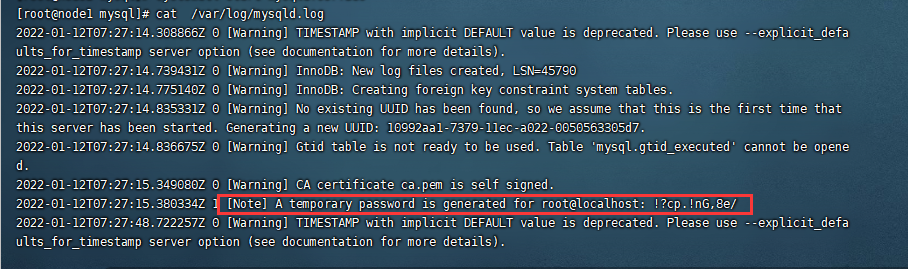 [root@node1 mysql]# cat  /var/log/mysqld.log
2022-01-12T07:27:14.308866Z 0 [Warning] TIMESTAMP with implicit DEFAULT value is deprecated. Please use --explicit_defa
ults_for_timestamp server option (see documentation for more details).
2022-01-12T07:27:14.739431Z 0 [Warning] InnoDB: New log files created, LSN=45790
2022-01-12T07:27:14.775140Z 0 [Warning] InnoDB: Creating foreign key constraint system tables.
2022-01-12T07:27:14.835331Z 0 [Warning] No existing UUID has been found, so we assume that this is the first time that
this server has been started. Generating a new UUID: 10992aa1-7379-11ec-a022-0050563305d7.
2022-01-12T07:27:14.836675Z 0 [Warning] Gtid table is not ready to be used. Table 'mysql.gtid_executed' cannot be opene
d.
2022-01-12T07:27:15.349080Z 0 [Warning] CA certificate ca.pem is self signed.
2022-01-12T07:27:15.380334Z 1 [Note] A temporary password is generated for root@localhost: !?cp.!nG,8e/
2022-01-12T07:27:48.722257Z 0 [Warning] TIMESTAMP with implicit DEFAULT value is deprecated. Please use --explicit_defa
ults_for_timestamp server option (see documentation for more details).